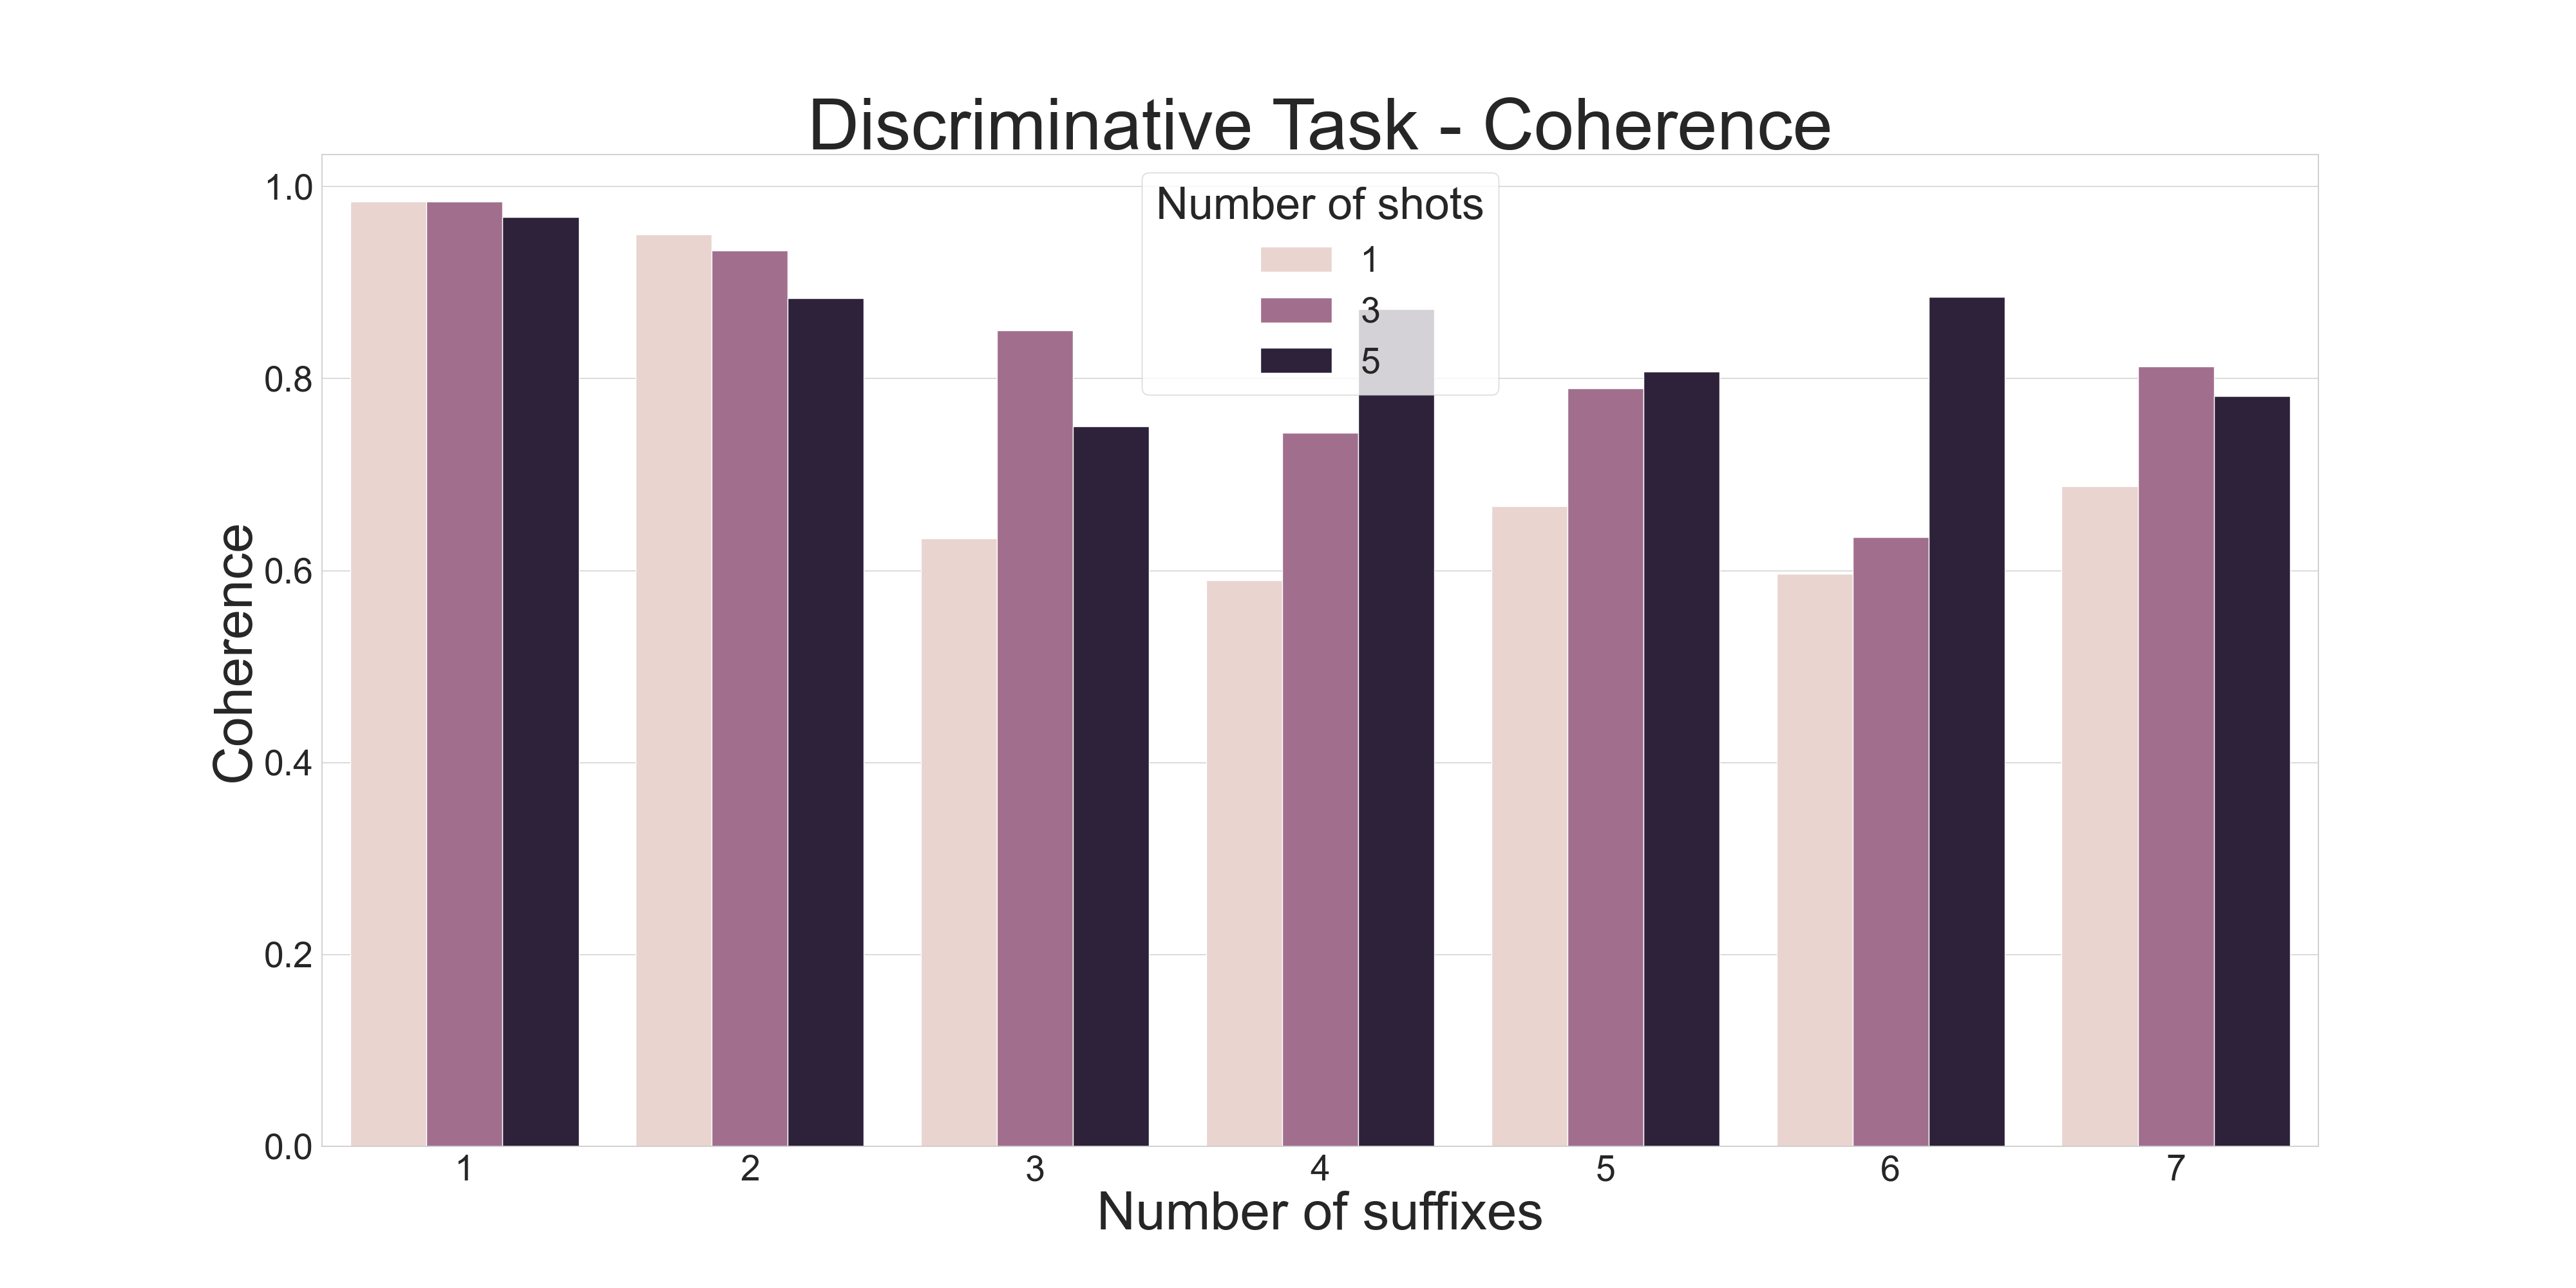 Discriminative Task - Coherence
Number of shots
1
3
5
Coherence
1.0
0.8
0.6
0.4
0.2
0.0
1 2 3 4 5 6 7
Number of suffixes